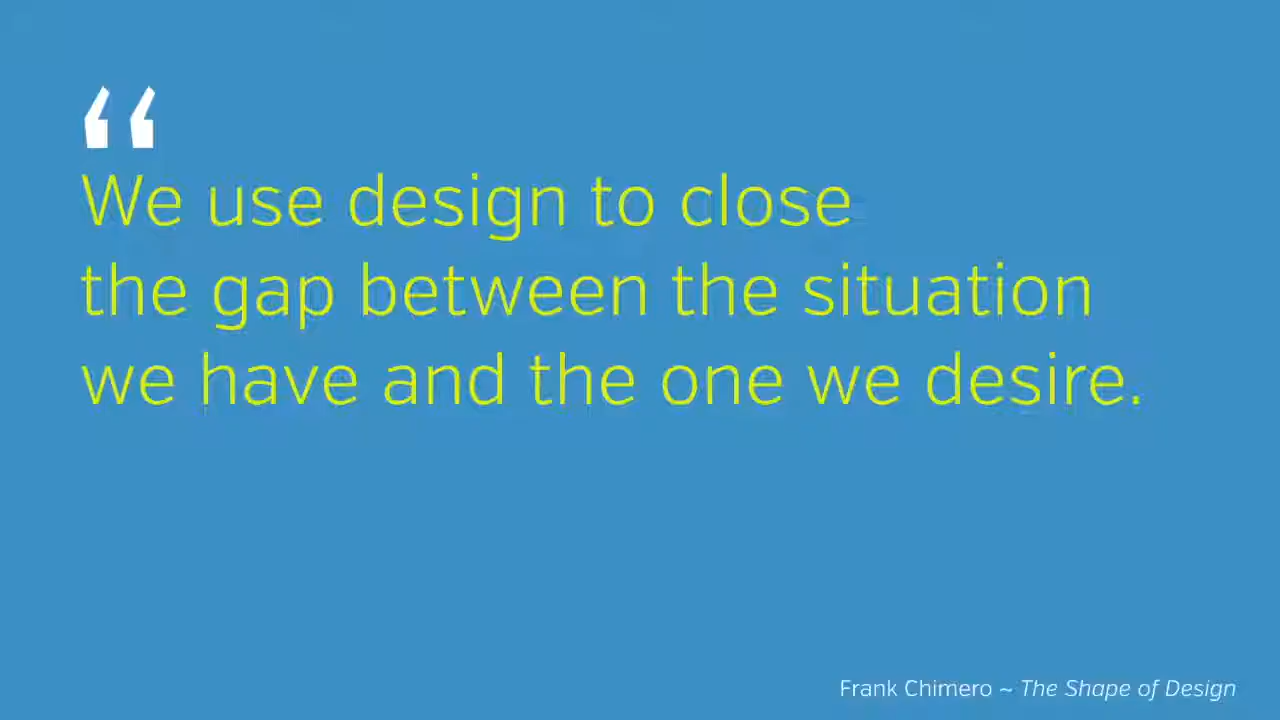 “
We use design to close
the gap between the situation
we have and the one we desire.
Frank Chimero ~ The Shape of Design